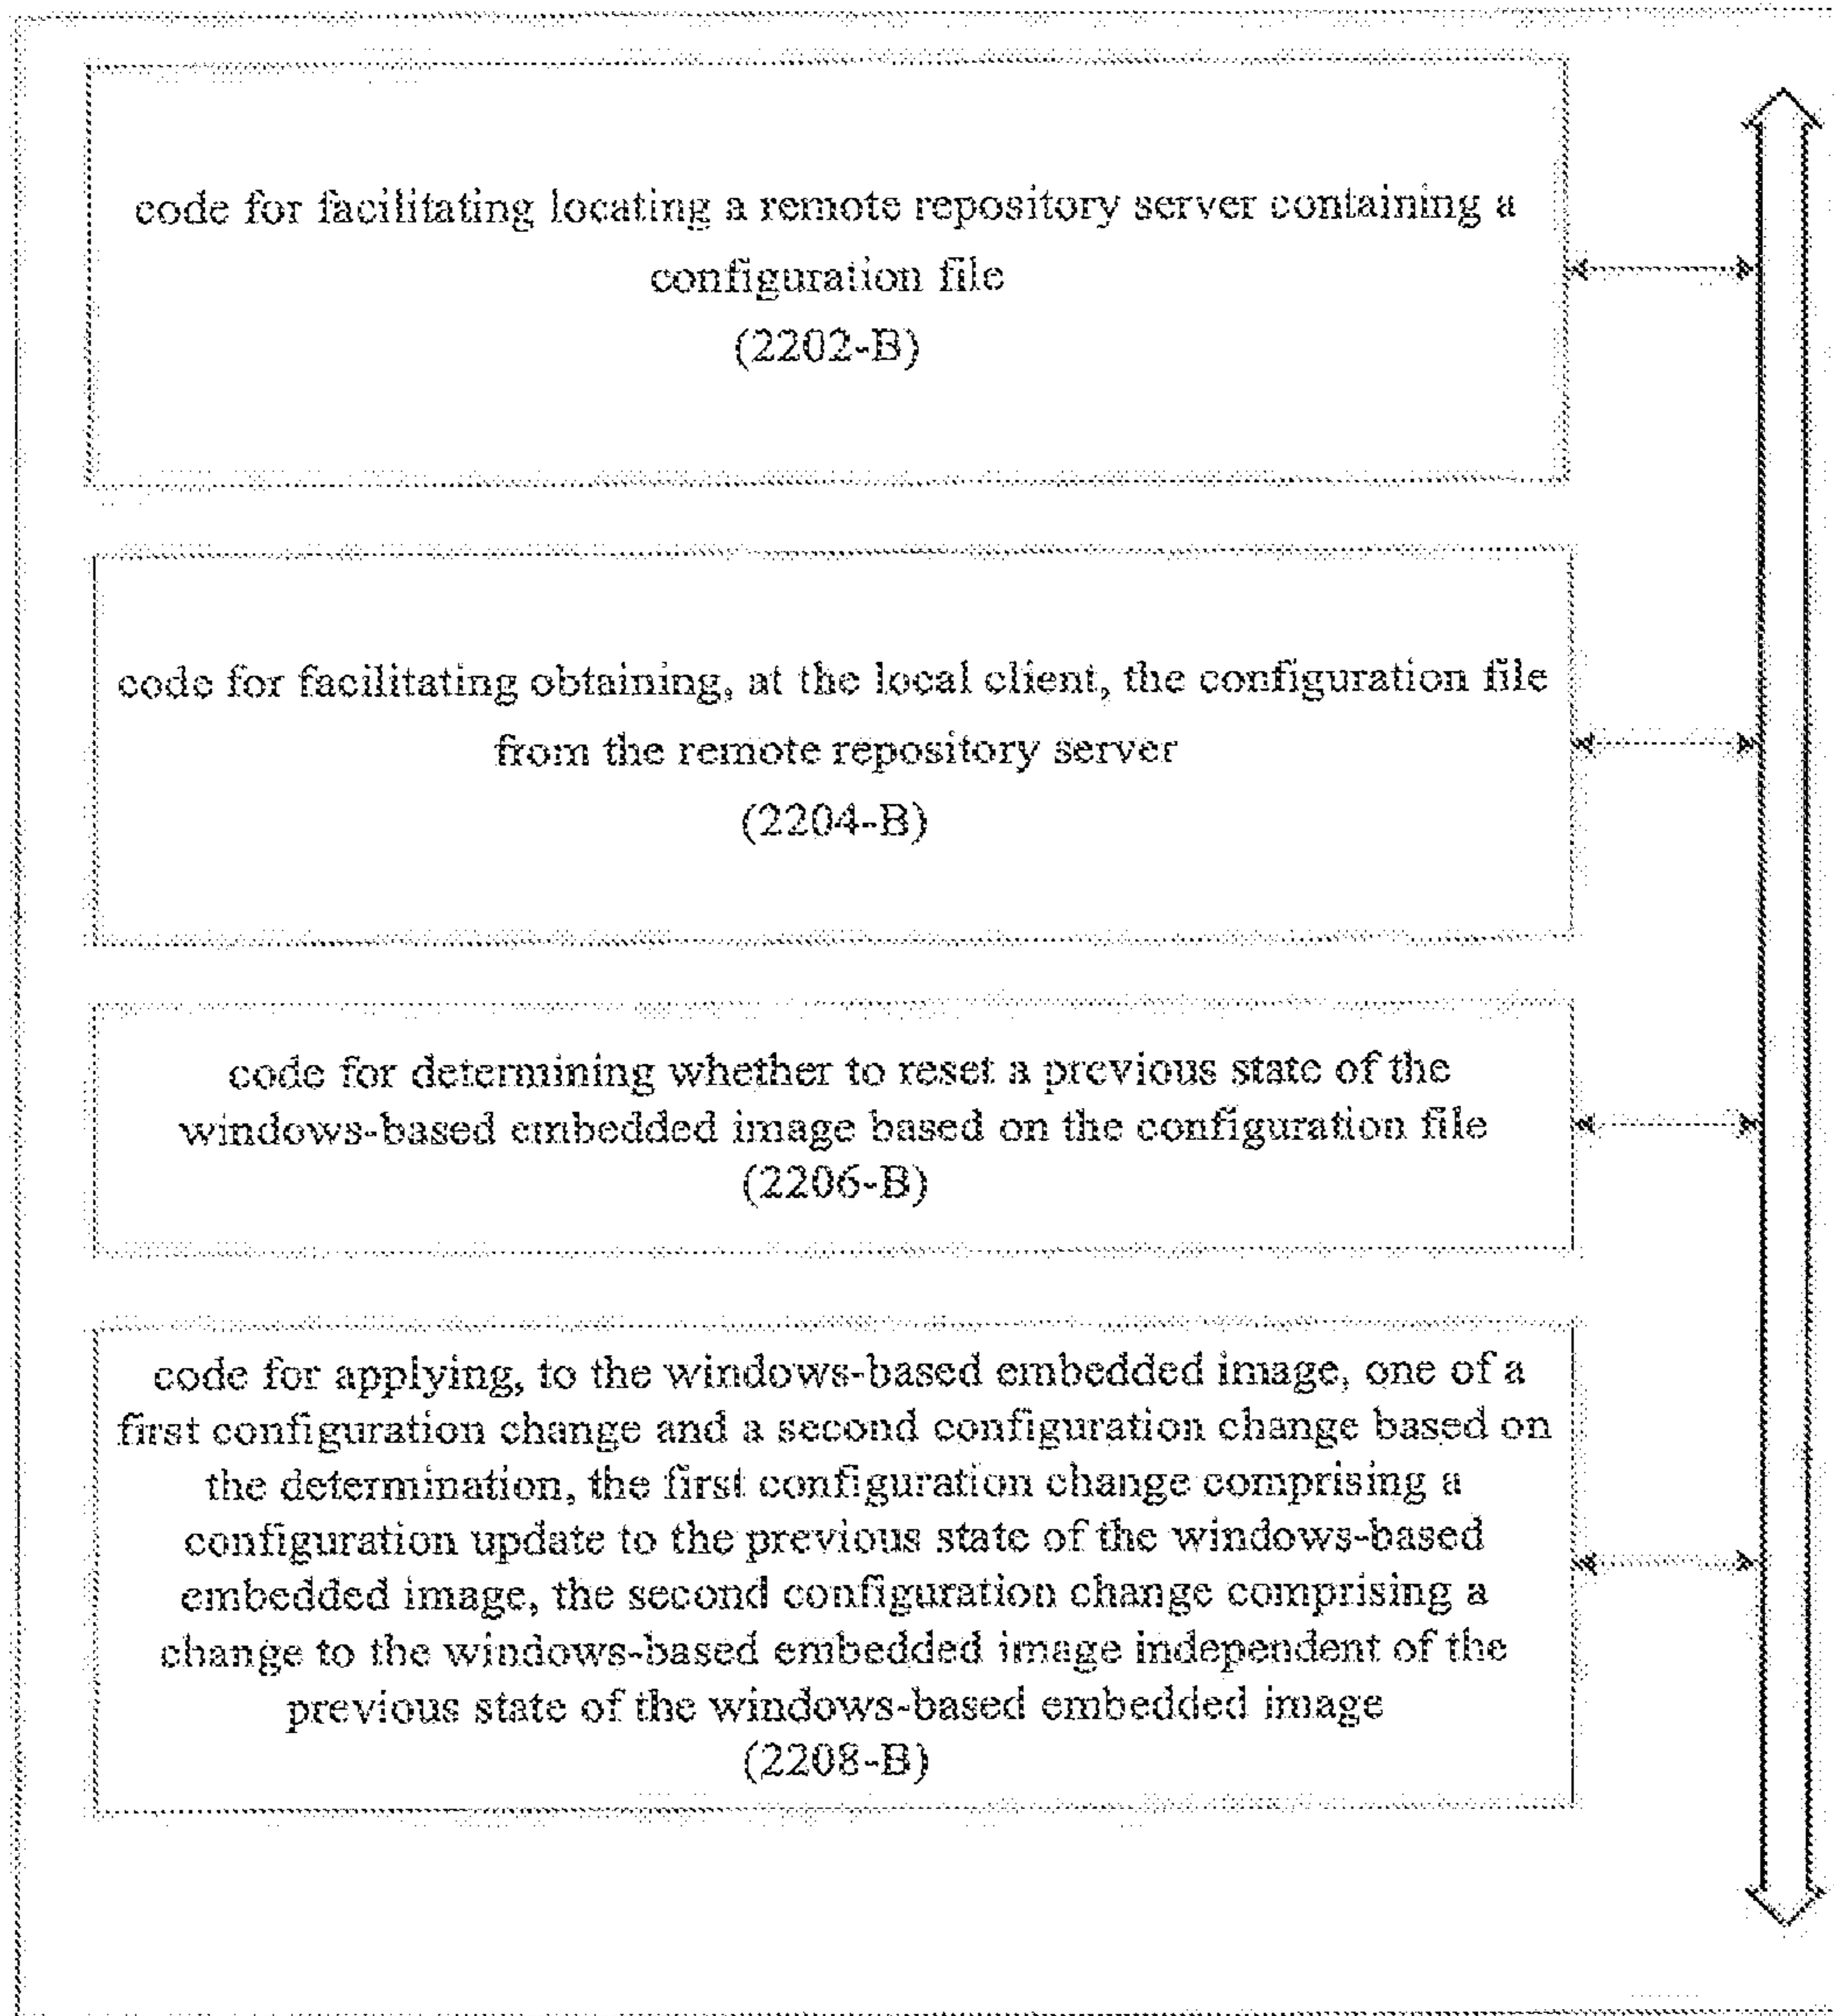 code for facilitating locating a remote repository server containing a
configuration file
(2202-B)
code for facilitating obtaining, at the local client, the configuration file
from the remote repository server
(2204-B)
code for determining whether to reset a previous state of the
windows-based embedded image based on the configuration file
(2206-B)
code for applying, to the windows-based embedded image, one of a
first configuration change and a second configuration change based on
the determination, the first configuration change comprising a
configuration update to the previous state of the windows-based
embedded image, the second configuration change comprising a
change to the windows-based embedded image independent of the
previous state of the windows-based embedded image
(2208-B)